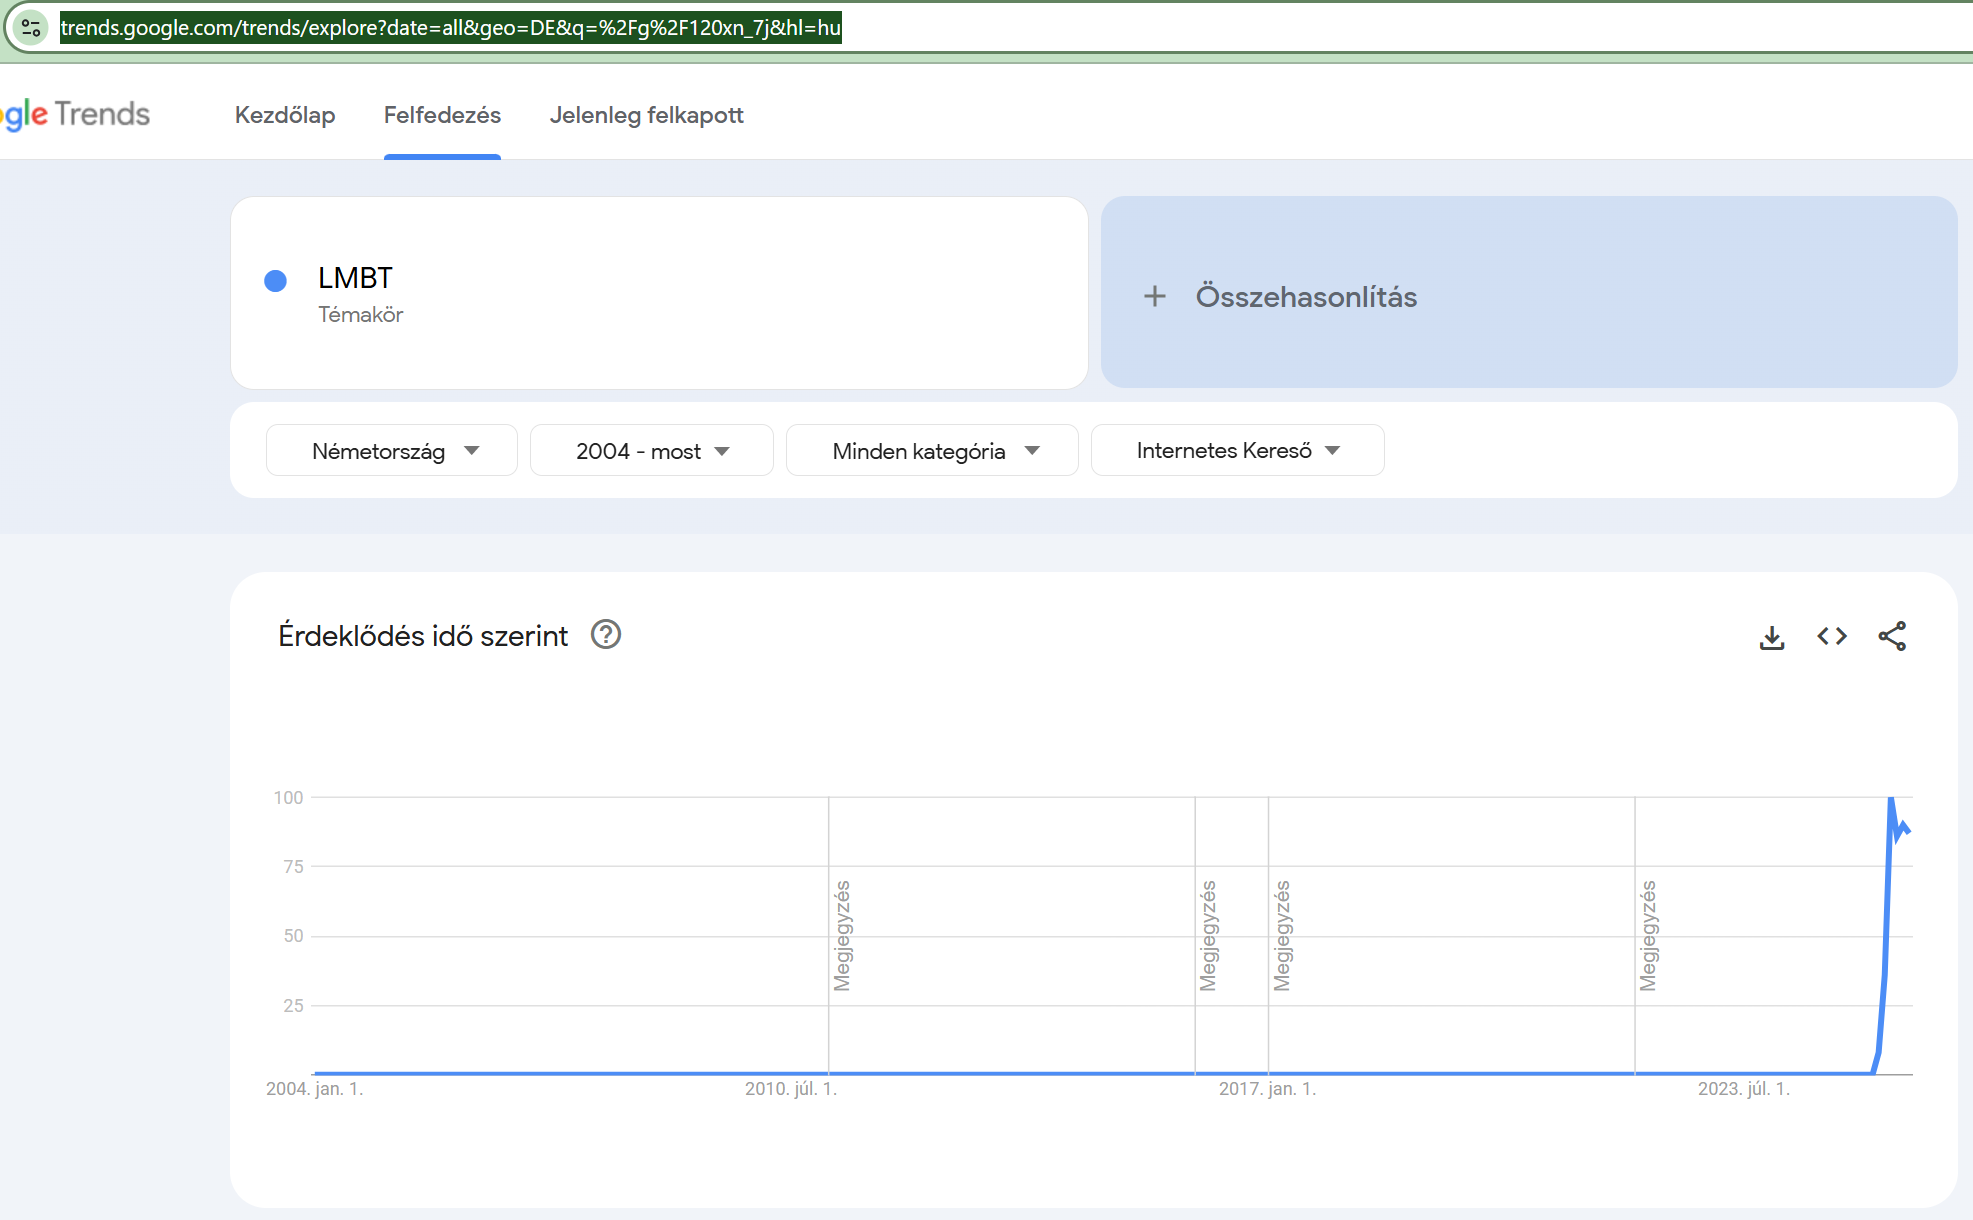 trends.google.com/trends/explore?date=all&geo=DE&q=%2Fg%2F120xn_7j&hl=hu
gle Trends
Kezdőlap
Felfedezés
Jelenleg felkapott
LMBT
Témakör
+ Összehasonlítás
Németország
2004 - most
Minden kategória
Internetes Kereső
Érdeklődés idő szerint
100
75
50
25
Megjegyzés
Megjegyzés
Megjegyzés
Megjegyzés
2004. jan. 1.
2010. júl. 1.
2017. jan. 1.
2023. júl. 1.